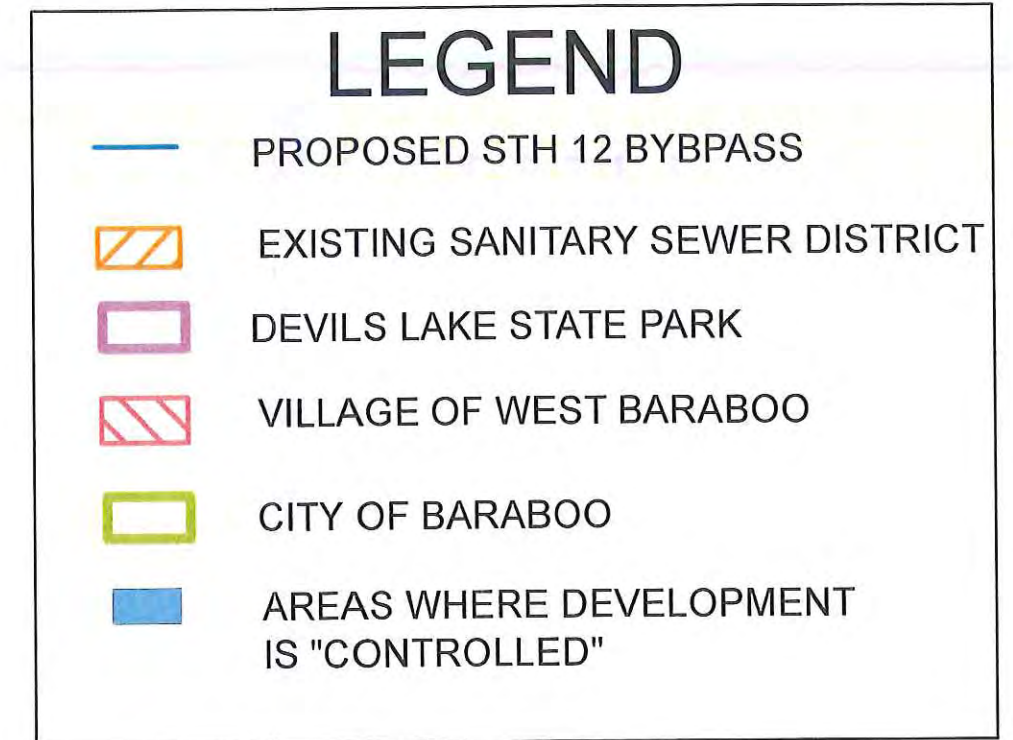 LEGEND
PROPOSED STH 12 BYBPASS
EXISTING SANITARY SEWER DISTRICT
DEVILS LAKE STATE PARK
VILLAGE OF WEST BARABOO
CITY OF BARABOO
AREAS WHERE DEVELOPMENT
IS "CONTROLLED"